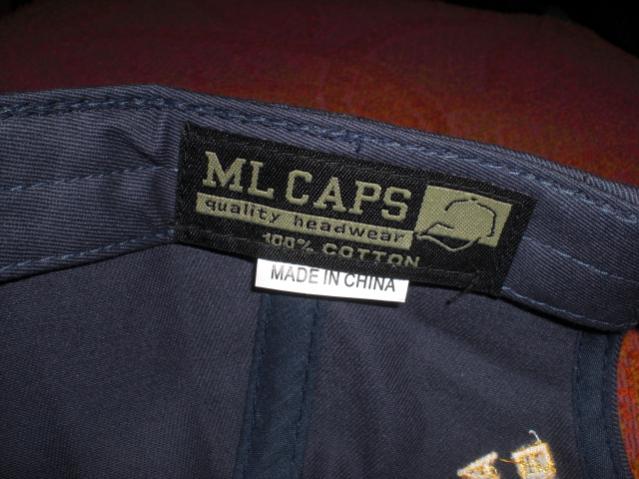 ML CAPS
quality headwear
100% COTTON
MADE IN CHINA